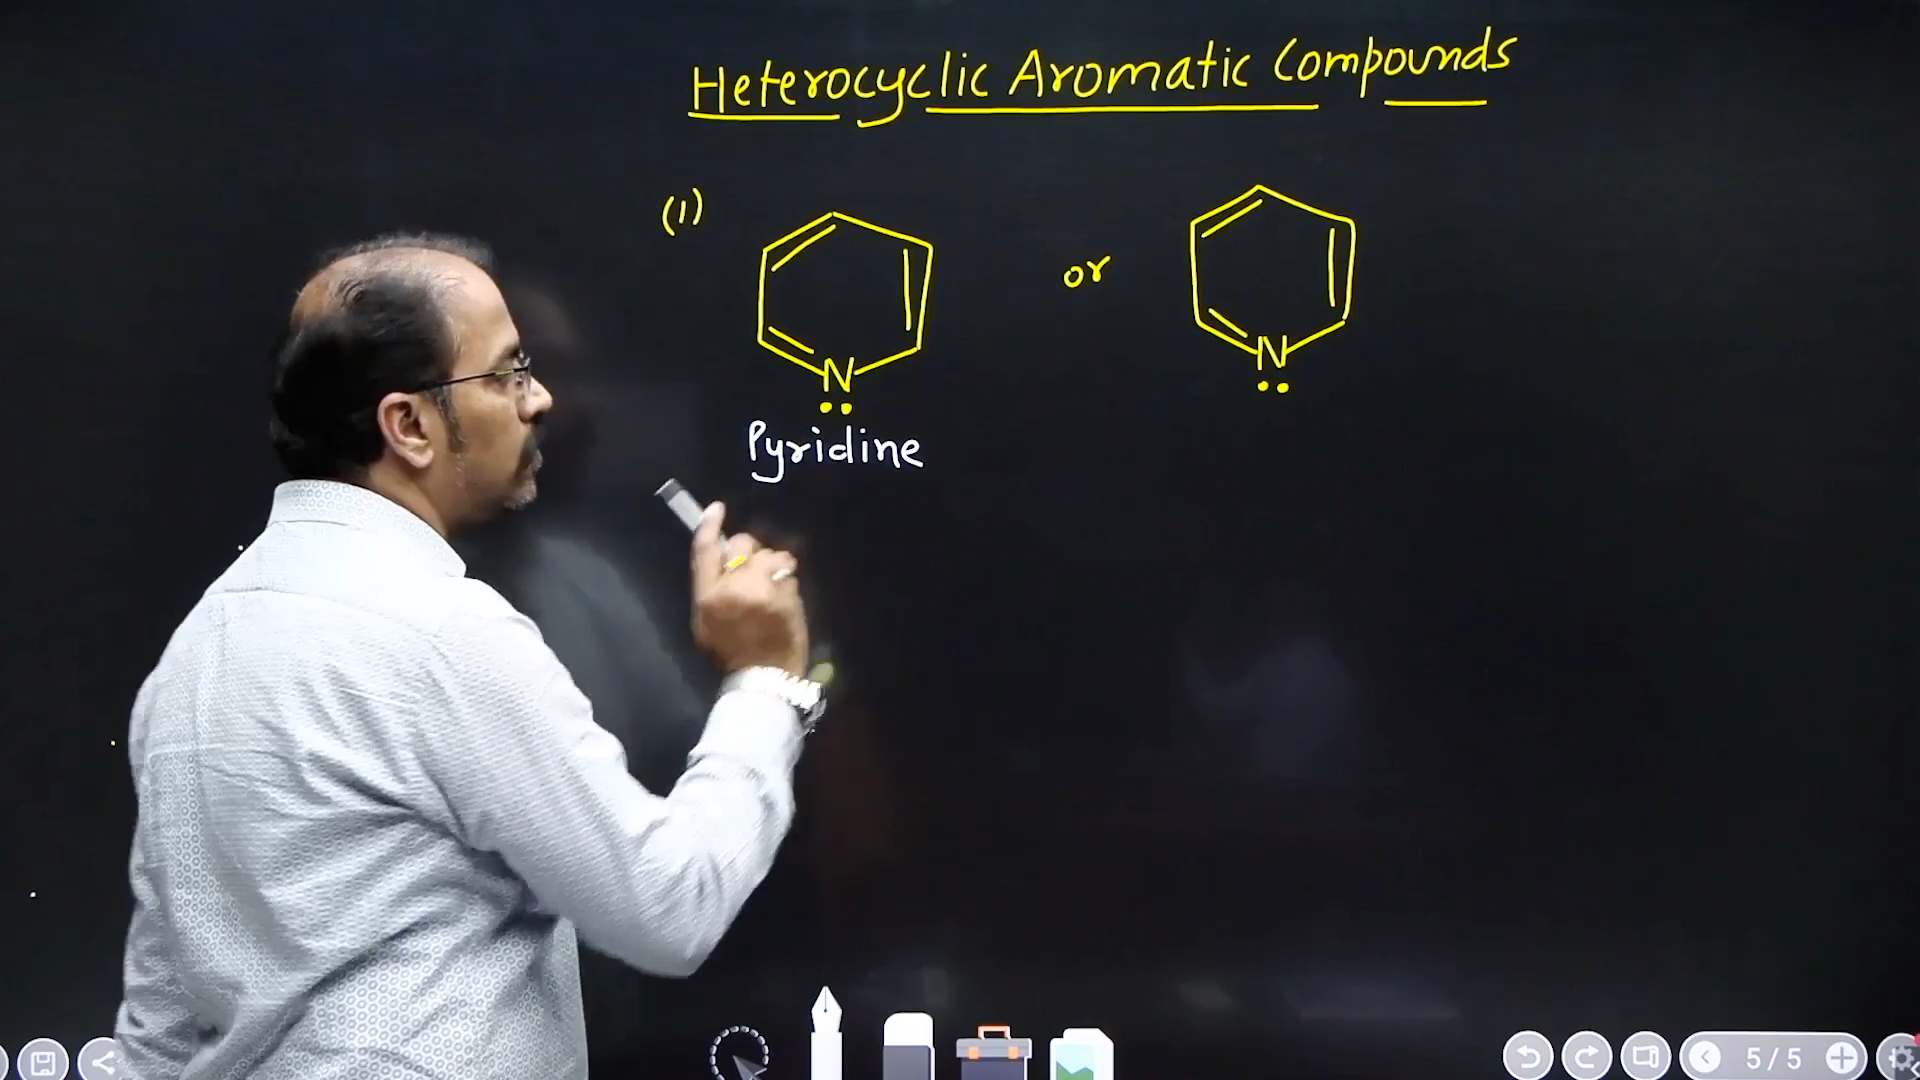 Heterocyclic Aromatic Compounds
(1)
or
N
N
Pyridine
5/5